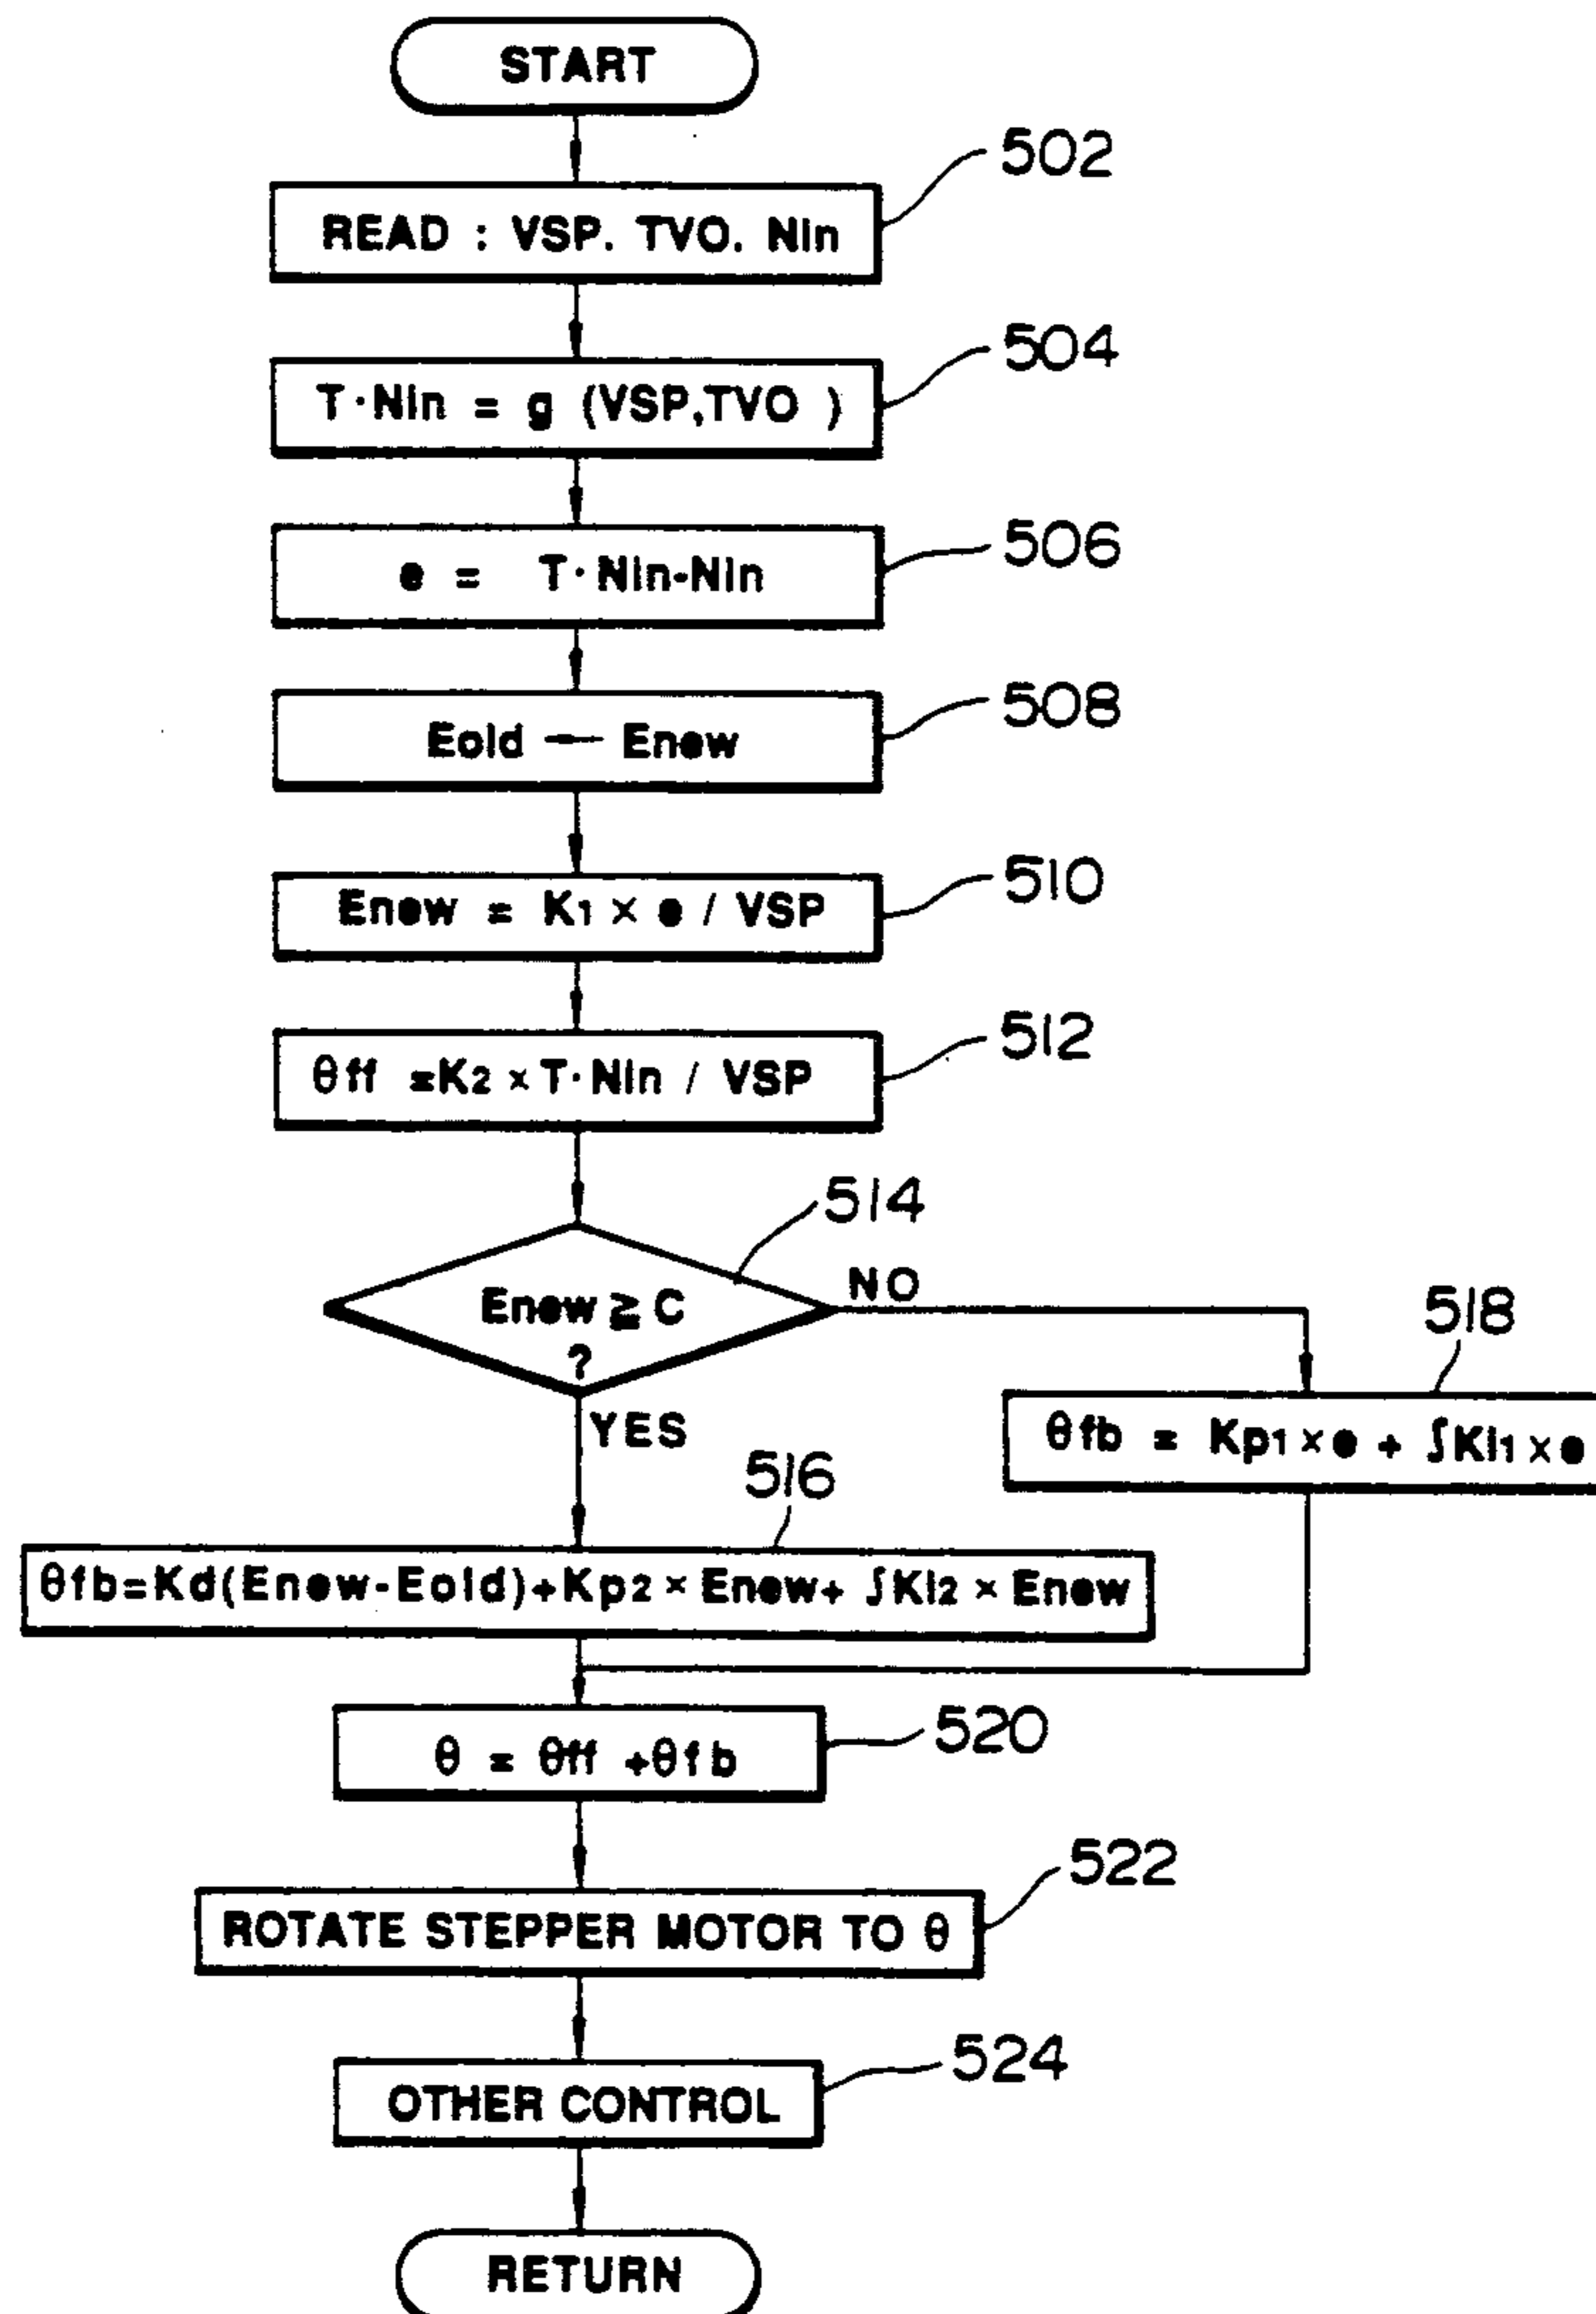 START
502
READ : VSP. TVO. Nin
504
T·Nin = g (VSP,TVO )
506
e = T·Nin-Nin
508
Eold ← Enew
510
Enew = K1 × e / VSP
512
θff =K2 × T·Nin / VSP
514
Enew ≧ C
?
NO
YES
518
θfb = Kp1 × e + ∫Ki1 × e
516
θfb=Kd(Enew-Eold)+Kp2 × Enew+ ∫Ki2 × Enew
520
θ = θff +θfb
522
ROTATE STEPPER MOTOR TO θ
524
OTHER CONTROL
RETURN